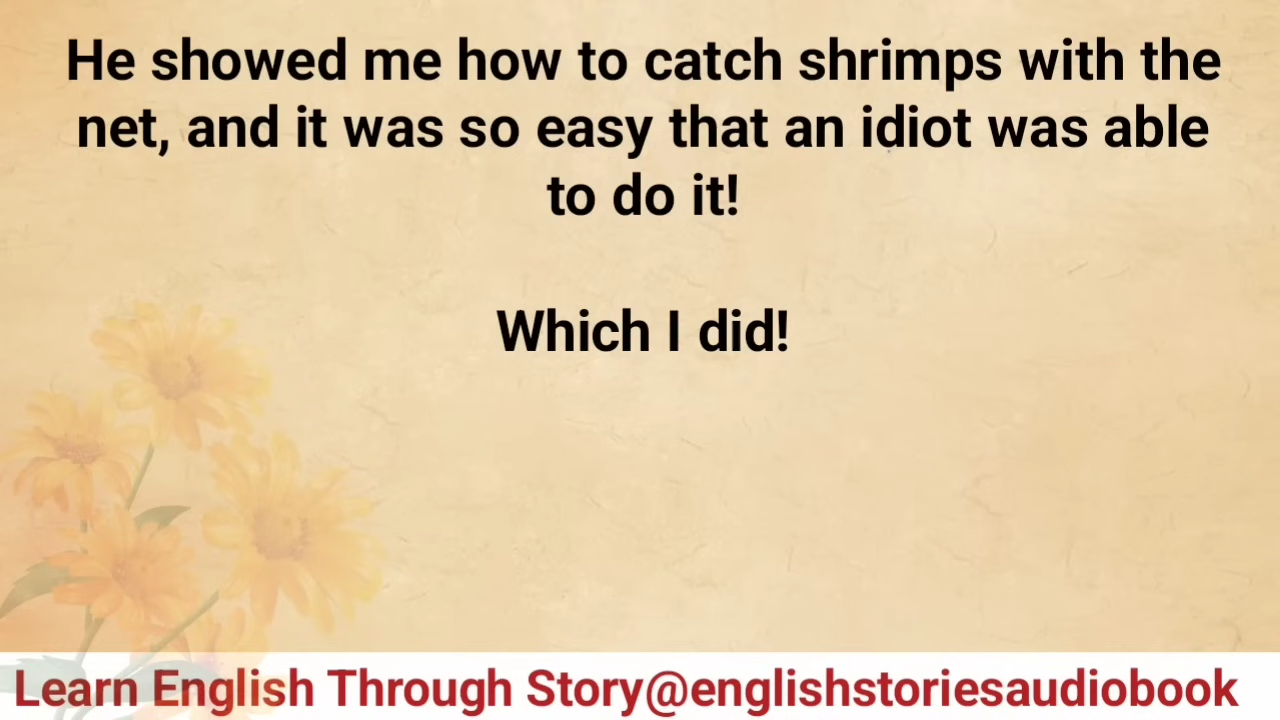 He showed me how to catch shrimps with the
net, and it was so easy that an idiot was able
to do it!
Which I did!
Learn English Through Story@englishstoriesaudiobook